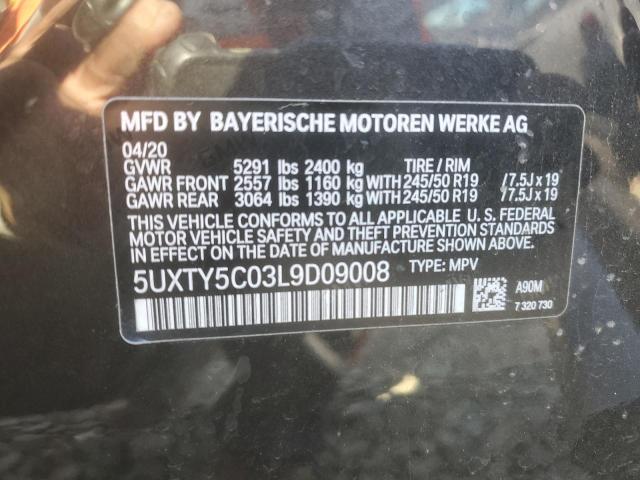 MFD BY BAYERISCHE MOTOREN WERKE AG
04/20
GVWR 5291 lbs 2400 kg TIRE / RIM
GAWR FRONT 2557 lbs 1160 kg WITH 245/50 R19 /7.5J x 19
GAWR REAR 3064 lbs 1390 kg WITH 245/50 R19 /7.5J x 19
THIS VEHICLE CONFORMS TO ALL APPLICABLE U. S. FEDERAL
MOTOR VEHICLE SAFETY AND THEFT PREVENTION STANDARDS
IN EFFECT ON THE DATE OF MANUFACTURE SHOWN ABOVE.
5UXTY5C03L9D09008 TYPE: MPV
A90M
7 320 730